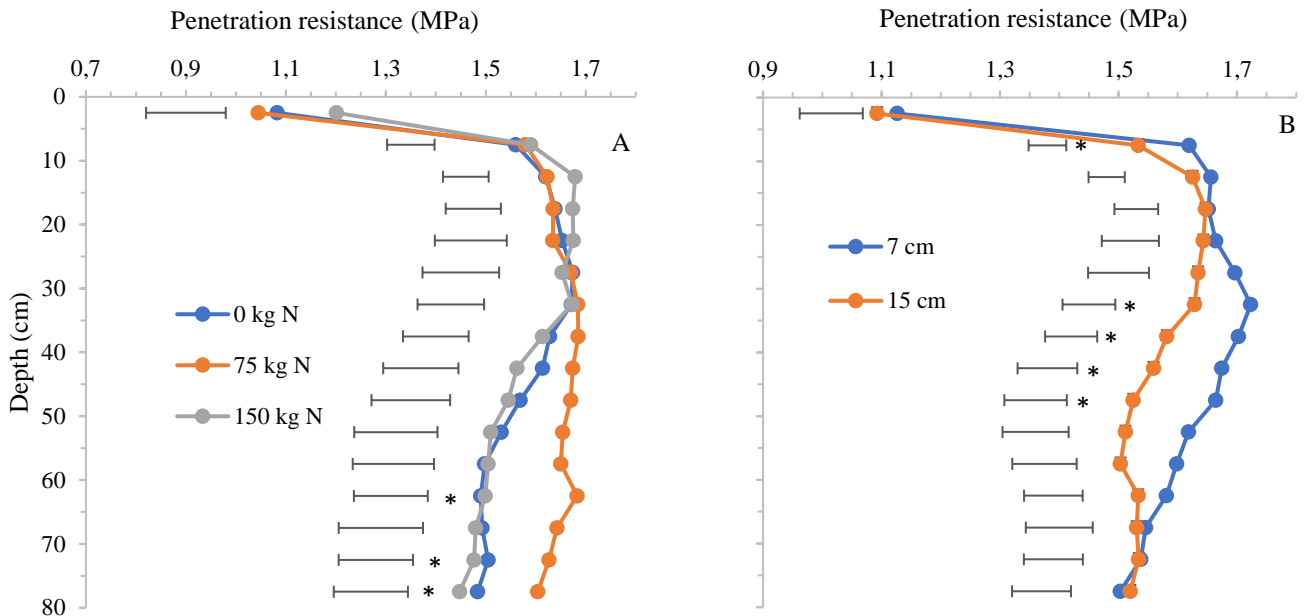 Penetration resistance (MPa)
0,7 0,9 1,1 1,3 1,5 1,7
0
10
20
30
40
50
60
70
80
Depth (cm)
A
0 kg N
75 kg N
150 kg N
*
*
*
Penetration resistance (MPa)
0,9 1,1 1,3 1,5 1,7
B
*
7 cm
15 cm
*
*
*
*